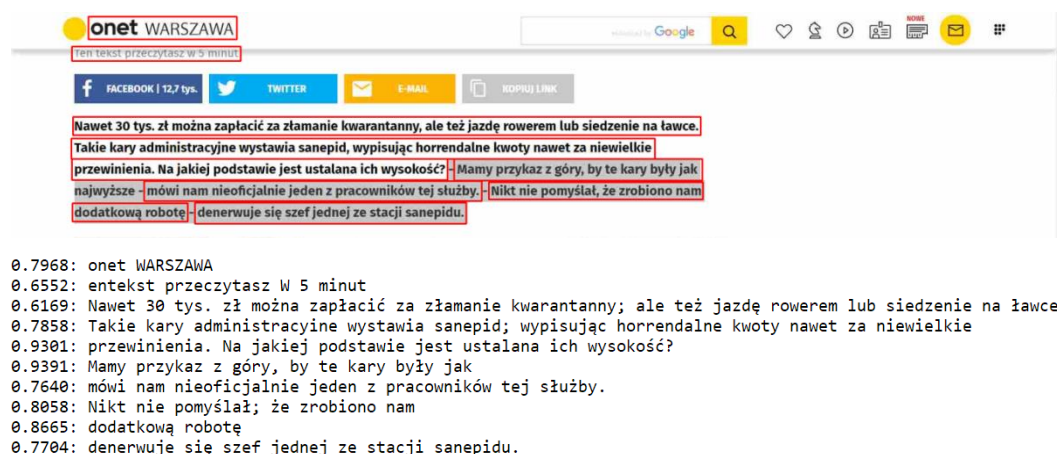 onet WARSZAWA
Google
NOWE
Ten tekst przeczytasz w 5 minut
FACEBOOK | 12,7 tys. TWITTER E-MAIL KOPIUJ LINK
Nawet 30 tys. zł można zapłacić za złamanie kwarantanny, ale też jazdę rowerem lub siedzenie na ławce.
Takie kary administracyjne wystawia sanepid, wypisując horrendalne kwoty nawet za niewielkie
przewinienia. Na jakiej podstawie jest ustalana ich wysokość? - Mamy przykaz z góry, by te kary były jak
najwyższe - mówi nam nieoficjalnie jeden z pracowników tej służby. - Nikt nie pomyślał, że zrobiono nam
dodatkową robotę - denerwuje się szef jednej ze stacji sanepidu.
0.7968: onet WARSZAWA
0.6552: entekst przeczytasz W 5 minut
0.6169: Nawet 30 tys. zł można zapłacić za złamanie kwarantanny; ale też jazdę rowerem lub siedzenie na ławce
0.7858: Takie kary administracyine wystawia sanepid; wypisując horrendalne kwoty nawet za niewielkie
0.9301: przewinienia. Na jakiej podstawie jest ustalana ich wysokość?
0.9391: Mamy przykaz z góry, by te kary były jak
0.7640: mówi nam nieoficjalnie jeden z pracowników tej służby.
0.8058: Nikt nie pomyślał; że zrobiono nam
0.8665: dodatkową robotę
0.7704: denerwuje się szef jednej ze stacji sanepidu.